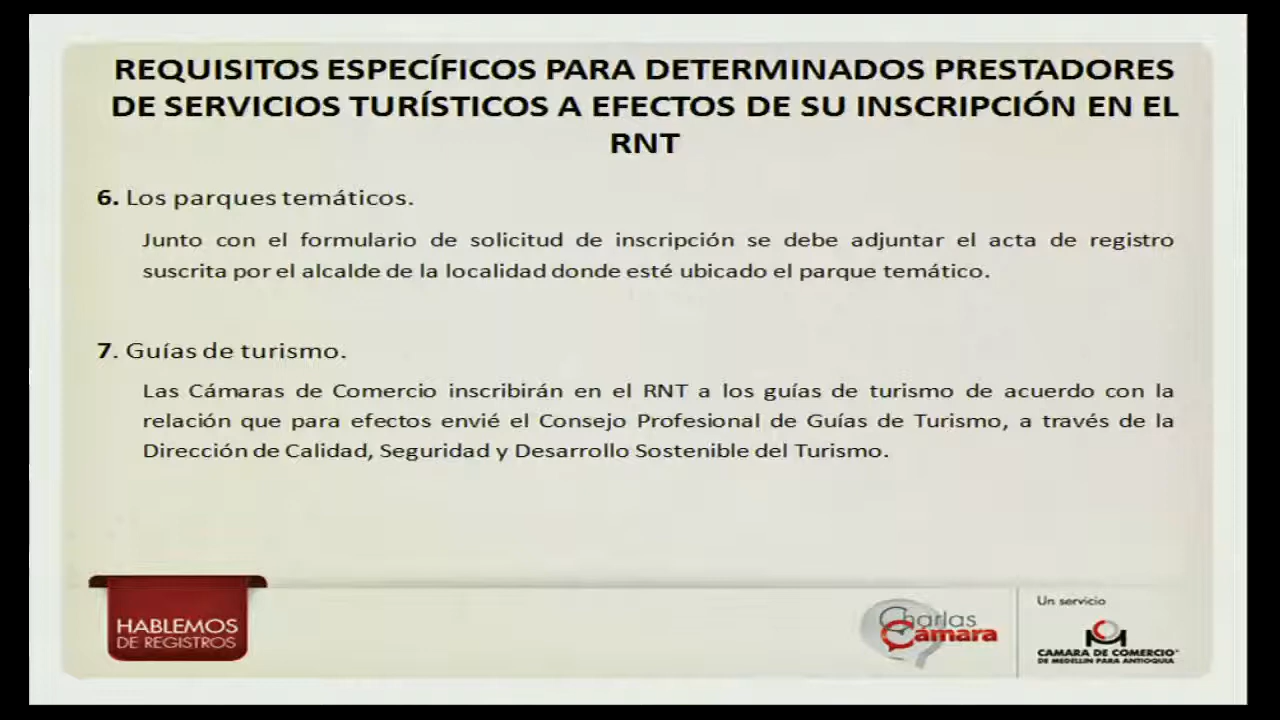 REQUISITOS ESPECÍFICOS PARA DETERMINADOS PRESTADORES
DE SERVICIOS TURÍSTICOS A EFECTOS DE SU INSCRIPCIÓN EN EL
RNT
6. Los parques temáticos.
Junto con el formulario de solicitud de inscripción se debe adjuntar el acta de registro
suscrita por el alcalde de la localidad donde esté ubicado el parque temático.
7. Guías de turismo.
Las Cámaras de Comercio inscribirán en el RNT a los guías de turismo de acuerdo con la
relación que para efectos envié el Consejo Profesional de Guías de Turismo, a través de la
Dirección de Calidad, Seguridad y Desarrollo Sostenible del Turismo.
HABLEMOS
DE REGISTROS
Charlas
Cámara
Un servicio
CAMARA DE COMERCIO
DE MEDELLIN PARA ANTIOQUIA